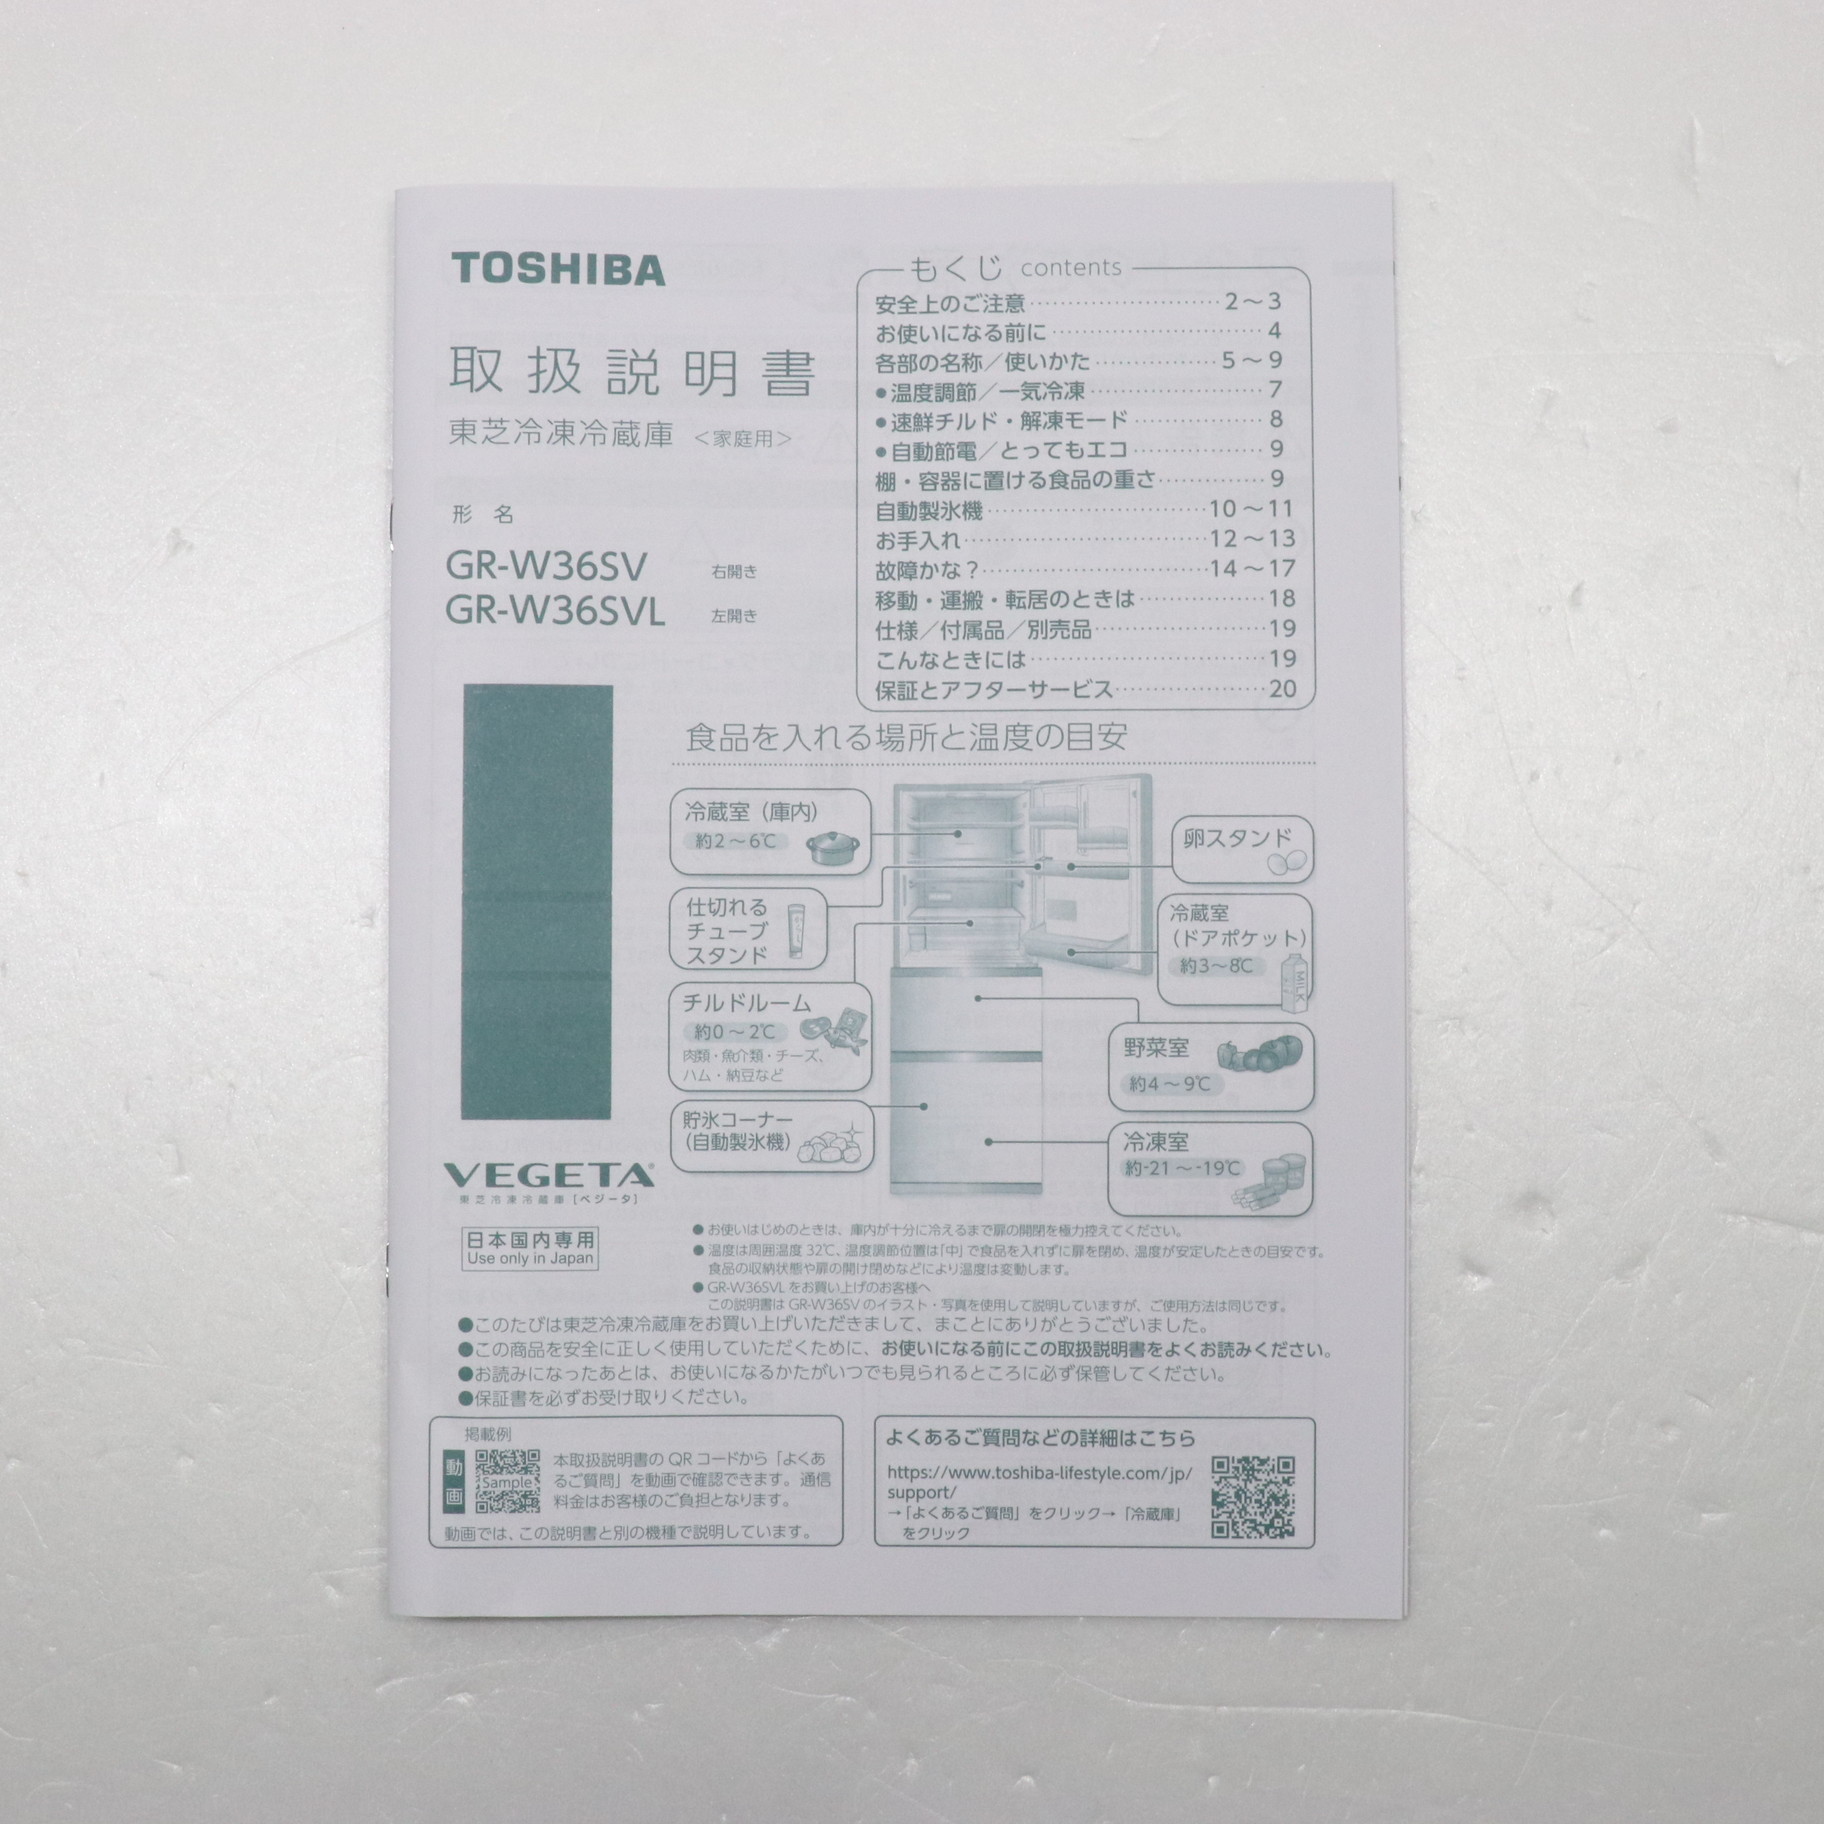 TOSHIBA
取扱説明書
東芝冷凍冷蔵庫 <家庭用>
形 名
GR-W36SV 右開き
GR-W36SVL 左開き
もくじ contents
安全上のご注意 2～3
お使いになる前に 4
各部の名称／使いかた 5～9
●温度調節／一気冷凍 7
●速鮮チルド・解凍モード 8
●自動節電／とってもエコ 9
棚・容器に置ける食品の重さ 9
自動製氷機 10～11
お手入れ 12～13
故障かな？ 14～17
移動・運搬・転居のときは 18
仕様／付属品／別売品 19
こんなときには 19
保証とアフターサービス 20
食品を入れる場所と温度の目安
冷蔵室（庫内）
約2～6℃
仕切れる
チューブ
スタンド
チルドルーム
約0～2℃
肉類・魚介類・チーズ、
ハム・納豆など
貯氷コーナー
(自動製氷機)
卵スタンド
冷蔵室
（ドアポケット）
約3～8℃
MILK
野菜室
約4～9℃
冷凍室
約-21～-19℃
VEGETA®
東芝冷凍冷蔵庫［ベジータ］
日本国内専用
Use only in Japan
●お使いはじめのときは、庫内が十分に冷えるまで扉の開閉を極力控えてください。
●温度は周囲温度 32℃、温度調節位置は「中」で食品を入れずに扉を閉め、温度が安定したときの目安です。
食品の収納状態や扉の開け閉めなどにより温度は変動します。
●GR-W36SVL をお買い上げのお客様へ
この説明書は GR-W36SV のイラスト・写真を使用して説明していますが、ご使用方法は同じです。
●このたびは東芝冷凍冷蔵庫をお買い上げいただきまして、まことにありがとうございました。
●この商品を安全に正しく使用していただくために、お使いになる前にこの取扱説明書をよくお読みください。
●お読みになったあとは、お使いになるかたがいつでも見られるところに必ず保管してください。
●保証書を必ずお受け取りください。
掲載例
動画
Sample
本取扱説明書の QR コードから「よくあ
るご質問」を動画で確認できます。通信
料金はお客様のご負担となります。
動画では、この説明書と別の機種で説明しています。
よくあるご質問などの詳細はこちら
https://www.toshiba-lifestyle.com/jp/
support/
→「よくあるご質問」をクリック→「冷蔵庫」
をクリック